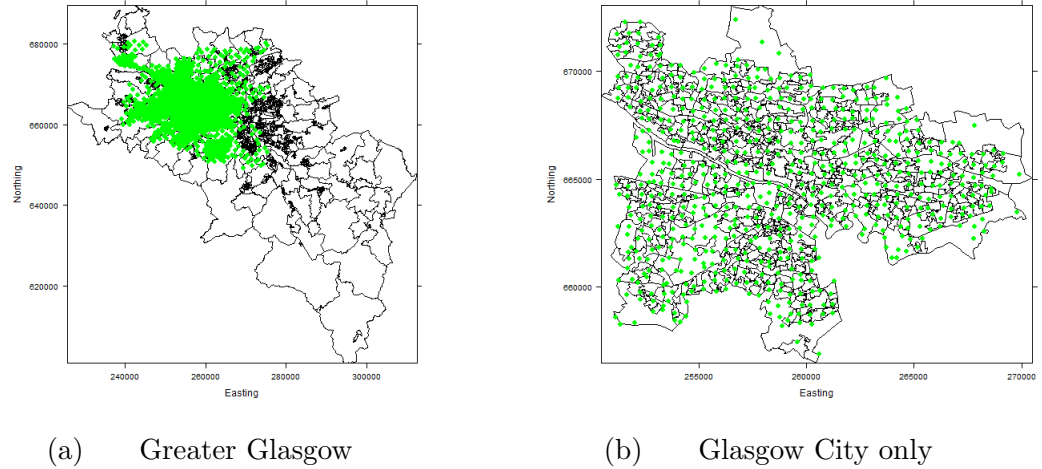 680000
660000
640000
620000
Northing
240000 260000 280000 300000
Easting
670000
665000
660000
Northing
255000 260000 265000 270000
Easting
(a) Greater Glasgow
(b) Glasgow City only